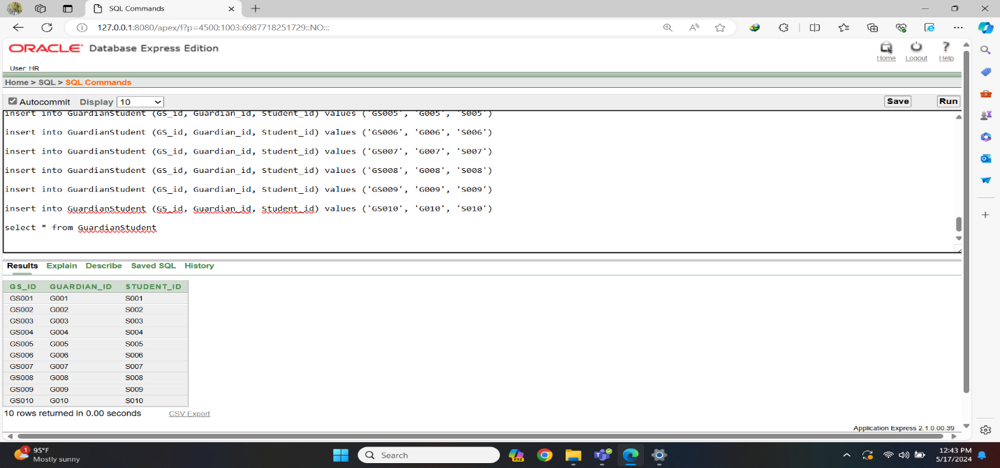 SQL Commands
127.0.0.1:8080/apex/f?p=4500:1003:6987718251729::NO:::
ORACLE® Database Express Edition
Home Logout Help
User: HR
Home > SQL > SQL Commands
Autocommit Display 10 Save Run
insert into GuardianStudent (GS_id, Guardian_id, Student_id) values ('GS005', 'G005', 'S005')
insert into GuardianStudent (GS_id, Guardian_id, Student_id) values ('GS006', 'G006', 'S006')
insert into GuardianStudent (GS_id, Guardian_id, Student_id) values ('GS007', 'G007', 'S007')
insert into GuardianStudent (GS_id, Guardian_id, Student_id) values ('GS008', 'G008', 'S008')
insert into GuardianStudent (GS_id, Guardian_id, Student_id) values ('GS009', 'G009', 'S009')
insert into GuardianStudent (GS_id, Guardian_id, Student_id) values ('GS010', 'G010', 'S010')
select * from GuardianStudent
Results Explain Describe Saved SQL History
GS_ID GUARDIAN_ID STUDENT_ID
GS001 G001 S001
GS002 G002 S002
GS003 G003 S003
GS004 G004 S004
GS005 G005 S005
GS006 G006 S006
GS007 G007 S007
GS008 G008 S008
GS009 G009 S009
GS010 G010 S010
10 rows returned in 0.00 seconds CSV Export
Application Express 2.1.0.00.39
1 95°F
Mostly sunny
Search
PRE
12:43 PM
5/17/2024